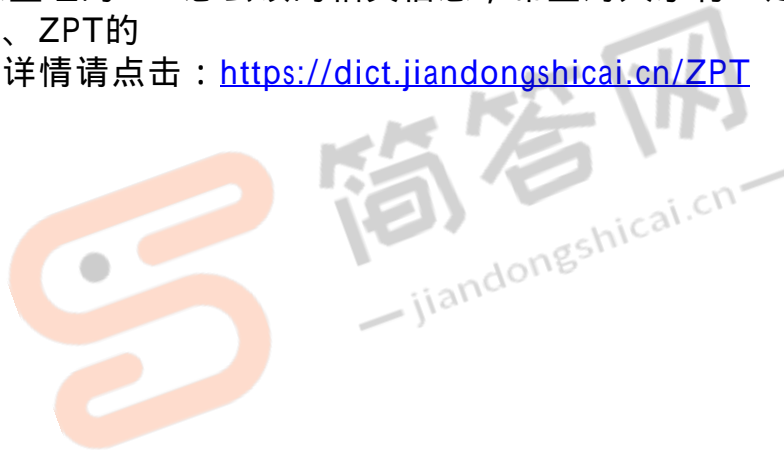 、ZPT的
详情请点击：https://dict.jiandongshicai.cn/ZPT
简答网
jiandongshicai.cn